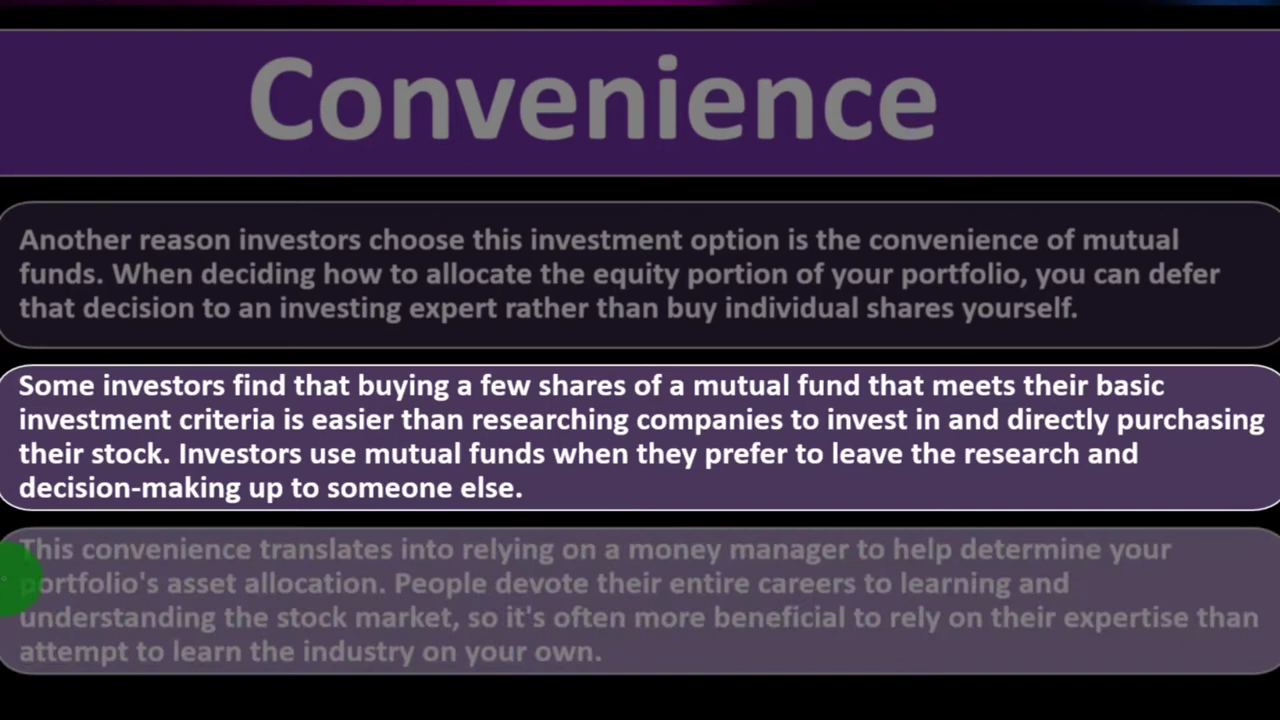 Convenience
Another reason investors choose this investment option is the convenience of mutual
funds. When deciding how to allocate the equity portion of your portfolio, you can defer
that decision to an investing expert rather than buy individual shares yourself.
Some investors find that buying a few shares of a mutual fund that meets their basic
investment criteria is easier than researching companies to invest in and directly purchasing
their stock. Investors use mutual funds when they prefer to leave the research and
decision-making up to someone else.
This convenience translates into relying on a money manager to help determine your
portfolio's asset allocation. People devote their entire careers to learning and
understanding the stock market, so it's often more beneficial to rely on their expertise than
attempt to learn the industry on your own.